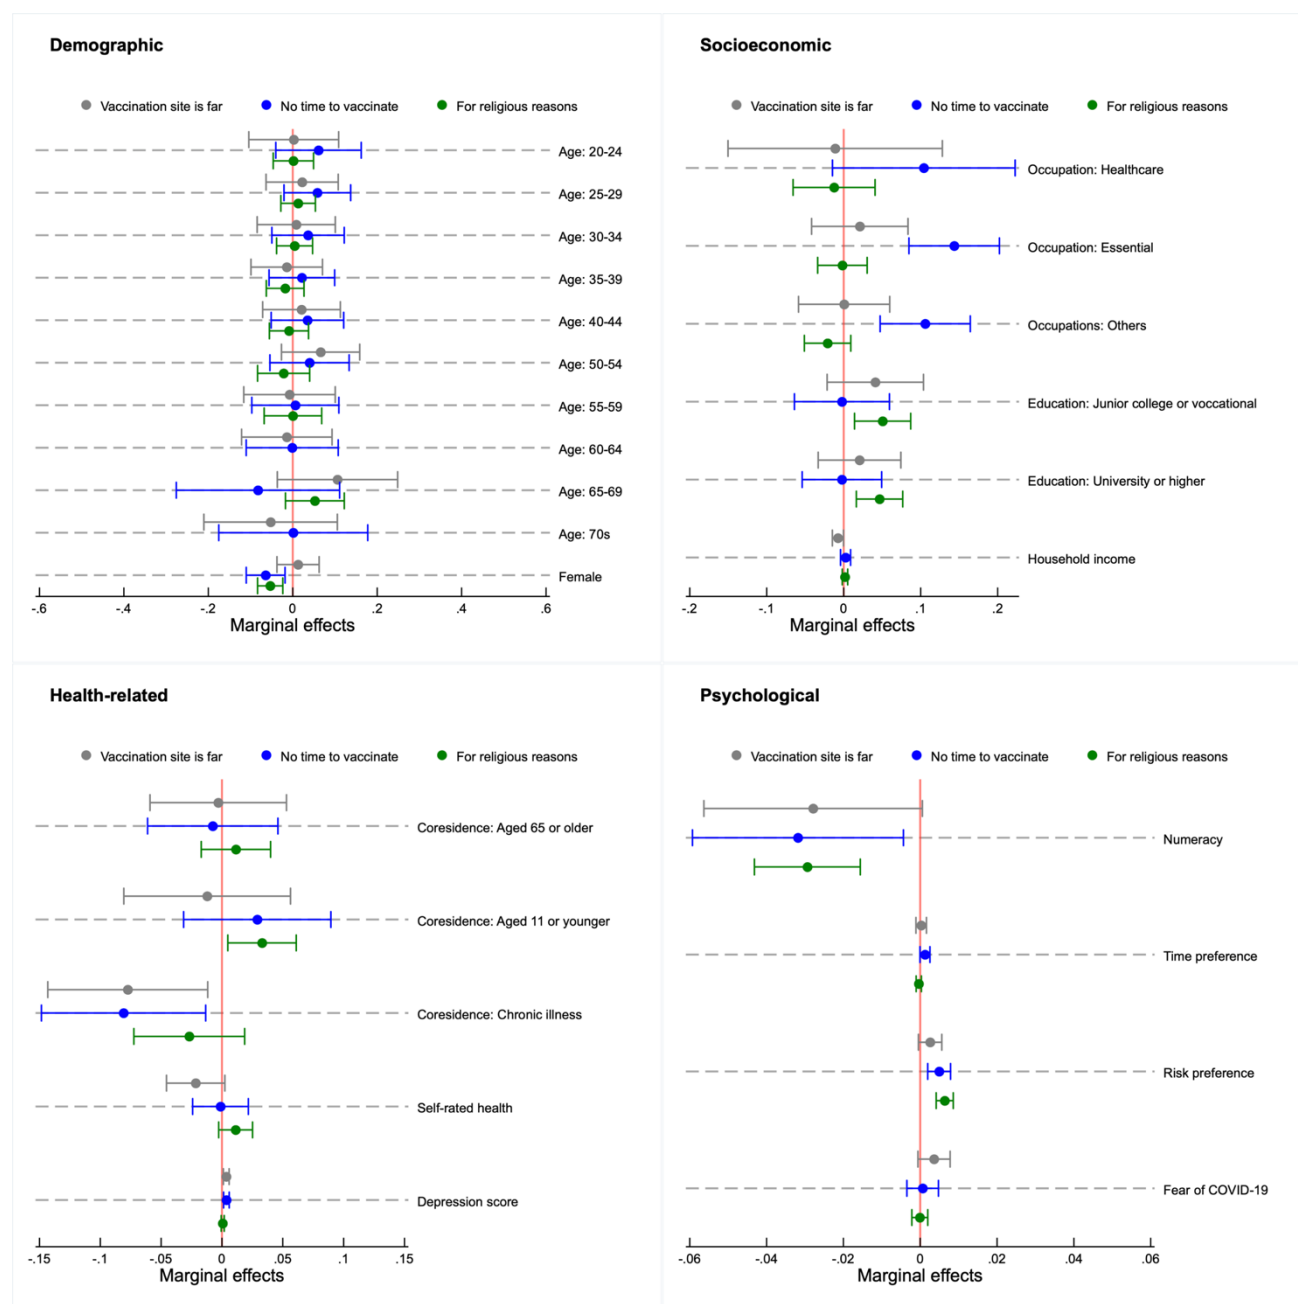 Demographic
Vaccination site is far No time to vaccinate For religious reasons
Age: 20-24
Age: 25-29
Age: 30-34
Age: 35-39
Age: 40-44
Age: 50-54
Age: 55-59
Age: 60-64
Age: 65-69
Age: 70s
Female
-.6 -.4 -.2 0 .2 .4 .6
Marginal effects
Socioeconomic
Vaccination site is far No time to vaccinate For religious reasons
Occupation: Healthcare
Occupation: Essential
Occupations: Others
Education: Junior college or voccational
Education: University or higher
Household income
-.2 -.1 0 .1 .2
Marginal effects
Health-related
Vaccination site is far No time to vaccinate For religious reasons
Coresidence: Aged 65 or older
Coresidence: Aged 11 or younger
Coresidence: Chronic illness
Self-rated health
Depression score
-.15 -.1 -.05 0 .05 .1 .15
Marginal effects
Psychological
Vaccination site is far No time to vaccinate For religious reasons
Numeracy
Time preference
Risk preference
Fear of COVID-19
-.06 -.04 -.02 0 .02 .04 .06
Marginal effects